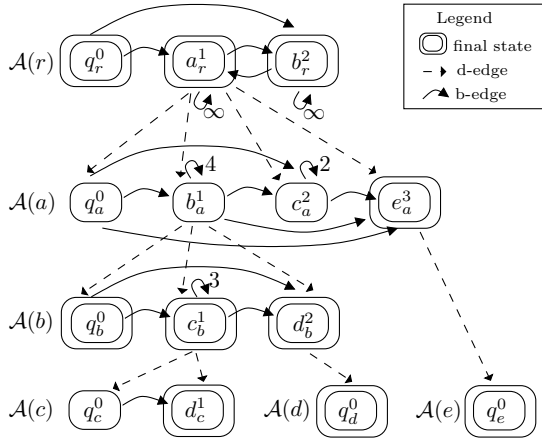 Legend
final state
d-edge
b-edge
𝒜(r) q_r^0 a_r^1 b_r^2
∞ ∞
4 2
𝒜(a) q_a^0 b_a^1 c_a^2 e_a^3
3
𝒜(b) q_b^0 c_b^1 d_b^2
𝒜(c) q_c^0 d_c^1 𝒜(d) q_d^0 𝒜(e) q_e^0